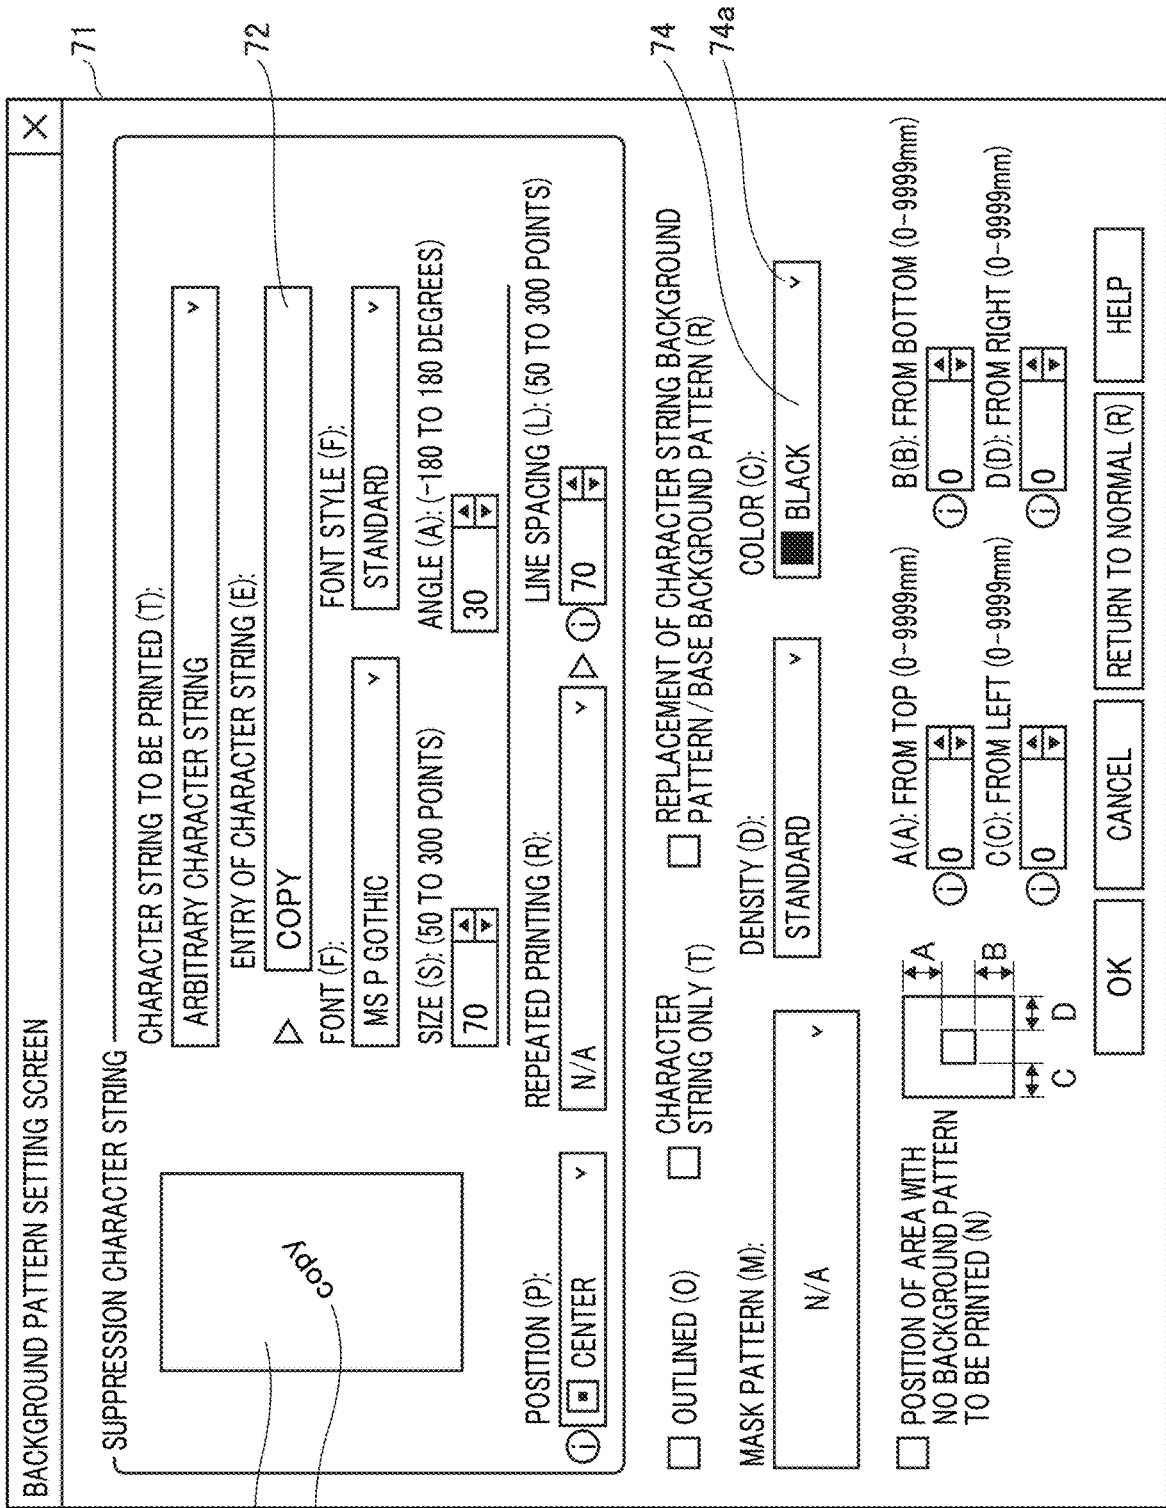 BACKGROUND PATTERN SETTING SCREEN
71
SUPPRESSION CHARACTER STRING
copy
CHARACTER STRING TO BE PRINTED (T):
ARBITRARY CHARACTER STRING
ENTRY OF CHARACTER STRING (E):
COPY
72
FONT (F):
FONT STYLE (F):
MS P GOTHIC
STANDARD
SIZE (S): (50 TO 300 POINTS)
ANGLE (A): (-180 TO 180 DEGREES)
70
30
POSITION (P):
REPEATED PRINTING (R):
LINE SPACING (L): (50 TO 300 POINTS)
i CENTER
N/A
i 70
OUTLINED (O)
CHARACTER
STRING ONLY (T)
REPLACEMENT OF CHARACTER STRING BACKGROUND
PATTERN / BASE BACKGROUND PATTERN (R)
74
MASK PATTERN (M):
DENSITY (D):
COLOR (C):
N/A
STANDARD
BLACK
74a
POSITION OF AREA WITH
NO BACKGROUND PATTERN
TO BE PRINTED (N)
A
B
C
D
A(A): FROM TOP (0-9999mm)
B(B): FROM BOTTOM (0-9999mm)
i 0
i 0
C(C): FROM LEFT (0-9999mm)
D(D): FROM RIGHT (0-9999mm)
i 0
i 0
OK
CANCEL
RETURN TO NORMAL (R)
HELP